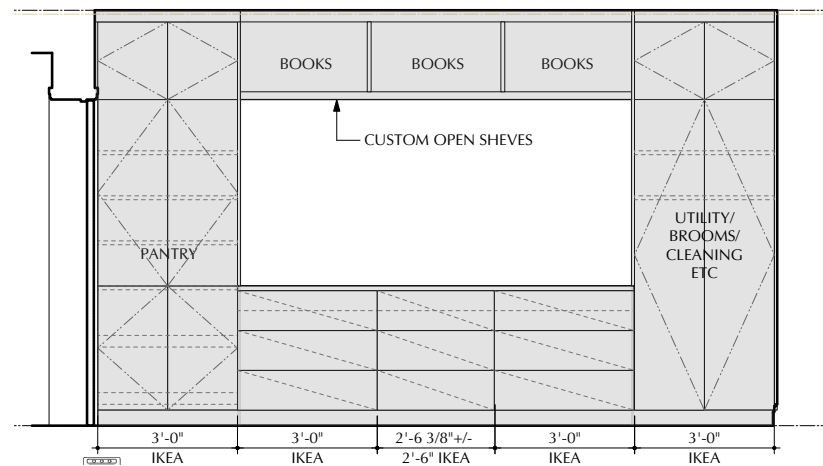 BOOKS BOOKS BOOKS
CUSTOM OPEN SHEVES
PANTRY
UTILITY/
BROOMS/
CLEANING
ETC
3'-0" 3'-0" 2'-6 3/8"+/- 3'-0" 3'-0"
IKEA IKEA 2'-6" IKEA IKEA IKEA